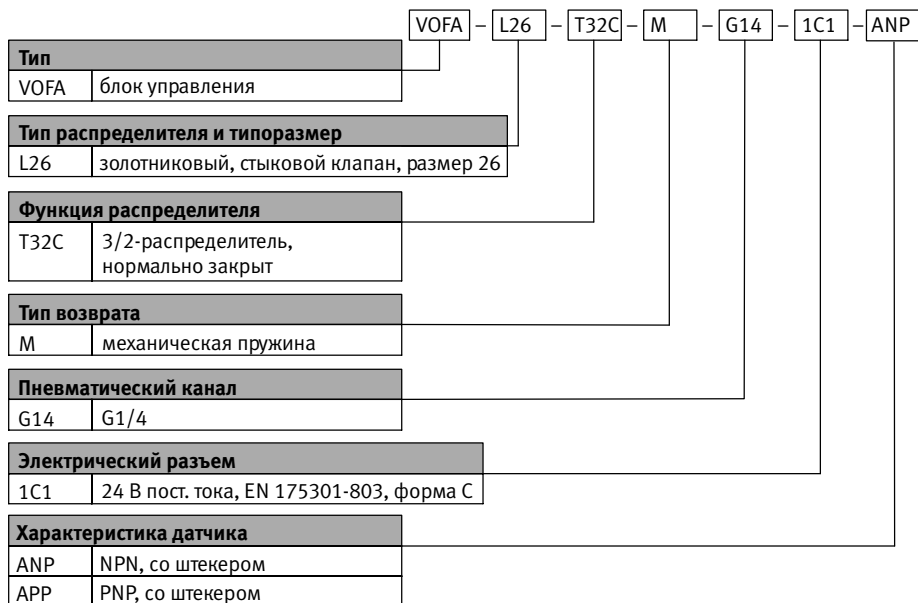 VOFA – L26 – T32C – M – G14 – 1C1 – ANP
Тип
VOFA блок управления
Тип распределителя и типоразмер
L26 золотниковый, стыковой клапан, размер 26
Функция распределителя
T32C 3/2-распределитель,
нормально закрыт
Тип возврата
M механическая пружина
Пневматический канал
G14 G1/4
Электрический разъем
1C1 24 В пост. тока, EN 175301-803, форма C
Характеристика датчика
ANP NPN, со штекером
APP PNP, со штекером